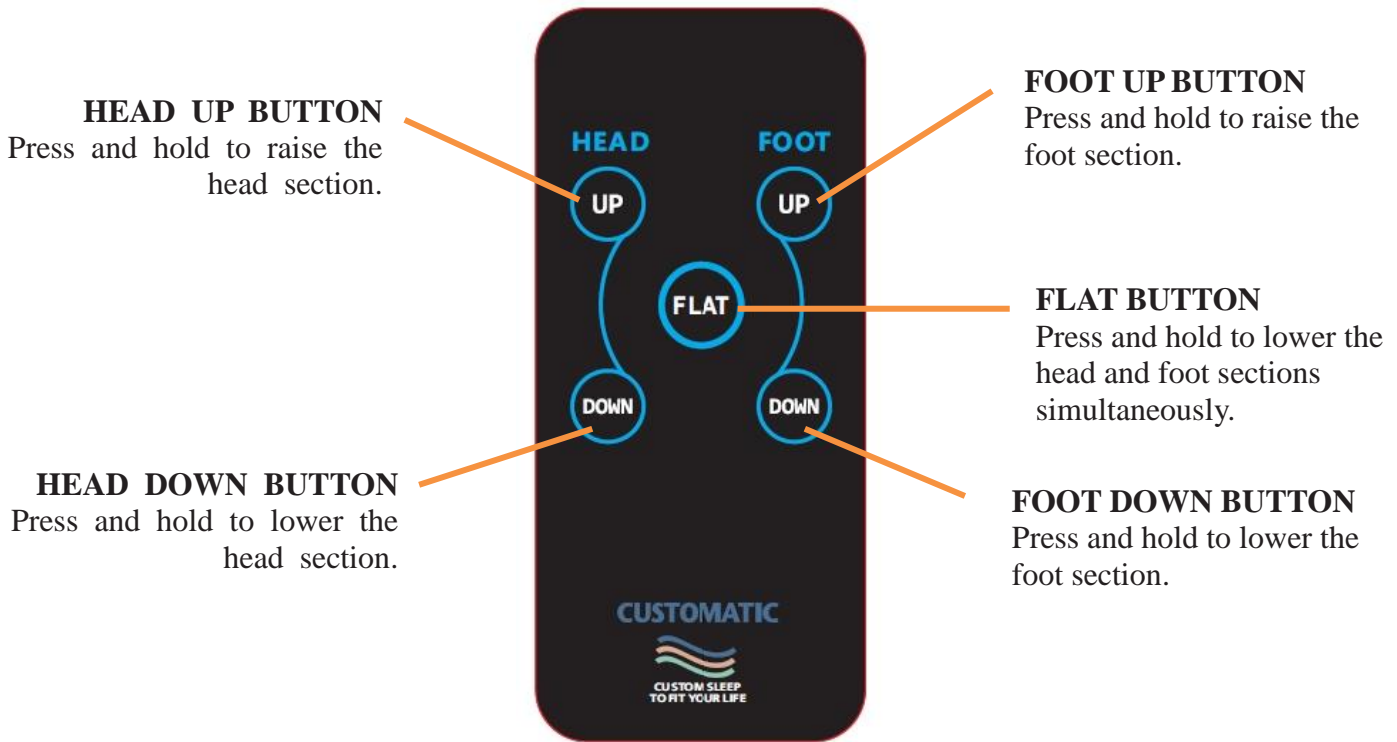 HEAD UP BUTTON
Press and hold to raise the
head section.
HEAD DOWN BUTTON
Press and hold to lower the
head section.
HEAD
FOOT
UP
UP
FLAT
DOWN
DOWN
CUSTOMATIC
CUSTOM SLEEP
TO FIT YOUR LIFE
FOOT UP BUTTON
Press and hold to raise the
foot section.
FLAT BUTTON
Press and hold to lower the
head and foot sections
simultaneously.
FOOT DOWN BUTTON
Press and hold to lower the
foot section.